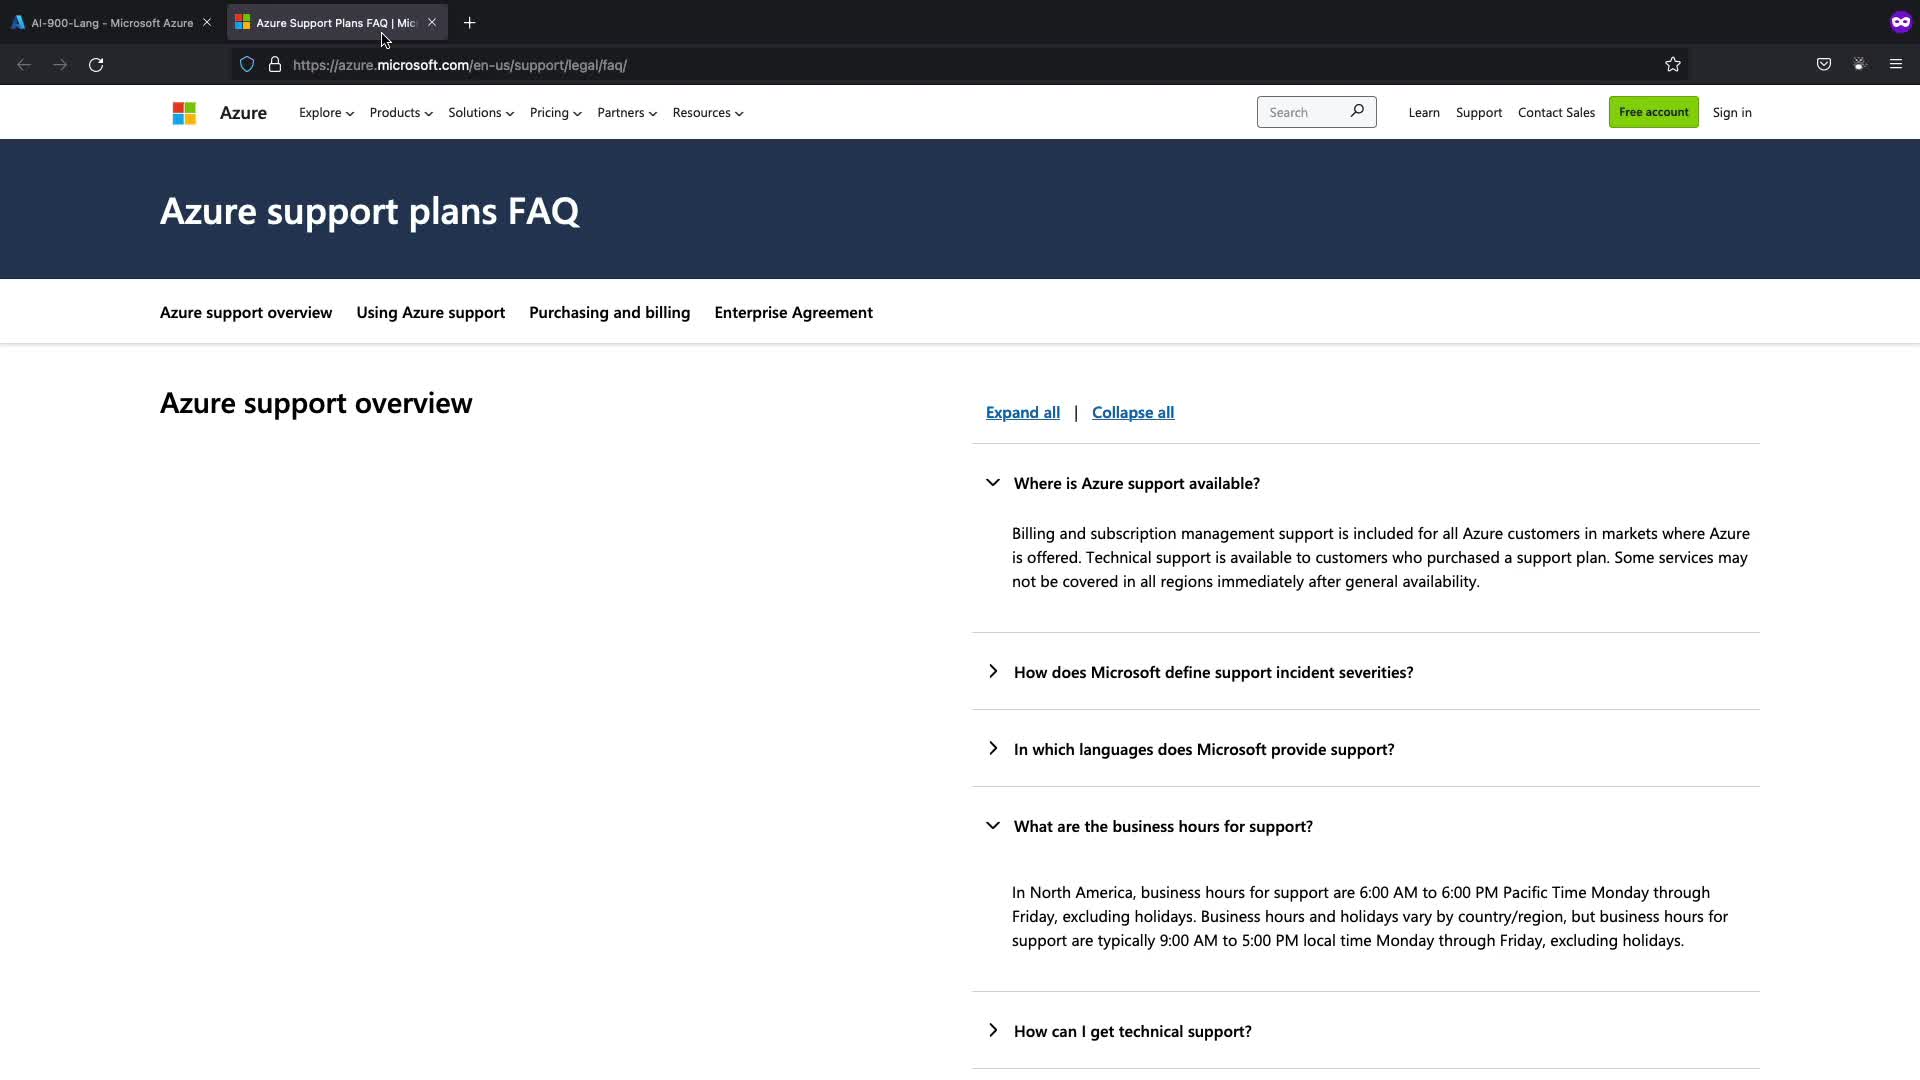 AI-900-Lang - Microsoft Azure
Azure Support Plans FAQ | Mic
https://azure.microsoft.com/en-us/support/legal/faq/
Azure Explore Products Solutions Pricing Partners Resources Search Learn Support Contact Sales Free account Sign in
Azure support plans FAQ
Azure support overview Using Azure support Purchasing and billing Enterprise Agreement
Azure support overview
Expand all | Collapse all
Where is Azure support available?
Billing and subscription management support is included for all Azure customers in markets where Azure
is offered. Technical support is available to customers who purchased a support plan. Some services may
not be covered in all regions immediately after general availability.
How does Microsoft define support incident severities?
In which languages does Microsoft provide support?
What are the business hours for support?
In North America, business hours for support are 6:00 AM to 6:00 PM Pacific Time Monday through
Friday, excluding holidays. Business hours and holidays vary by country/region, but business hours for
support are typically 9:00 AM to 5:00 PM local time Monday through Friday, excluding holidays.
How can I get technical support?